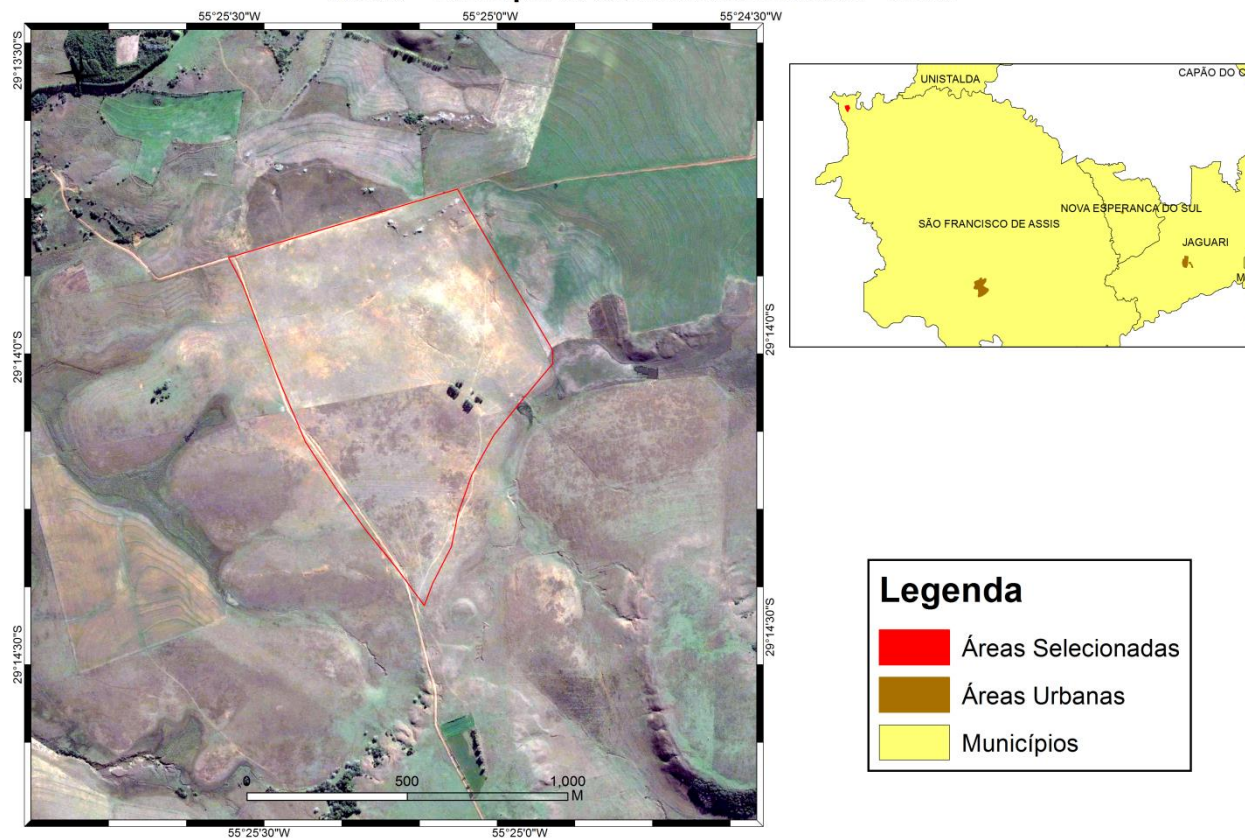 55°25'30"W 55°25'0"W 55°24'30"W
29°13'30"S
29°14'0"S
29°14'30"S
29°14'0"S
29°14'30"S
0 500 1,000
M
55°25'30"W 55°25'0"W
UNISTALDA
CAPÃO DO C
SÃO FRANCISCO DE ASSIS
NOVA ESPERANCA DO SUL
JAGUARI
M
Legenda
Áreas Selecionadas
Áreas Urbanas
Municípios